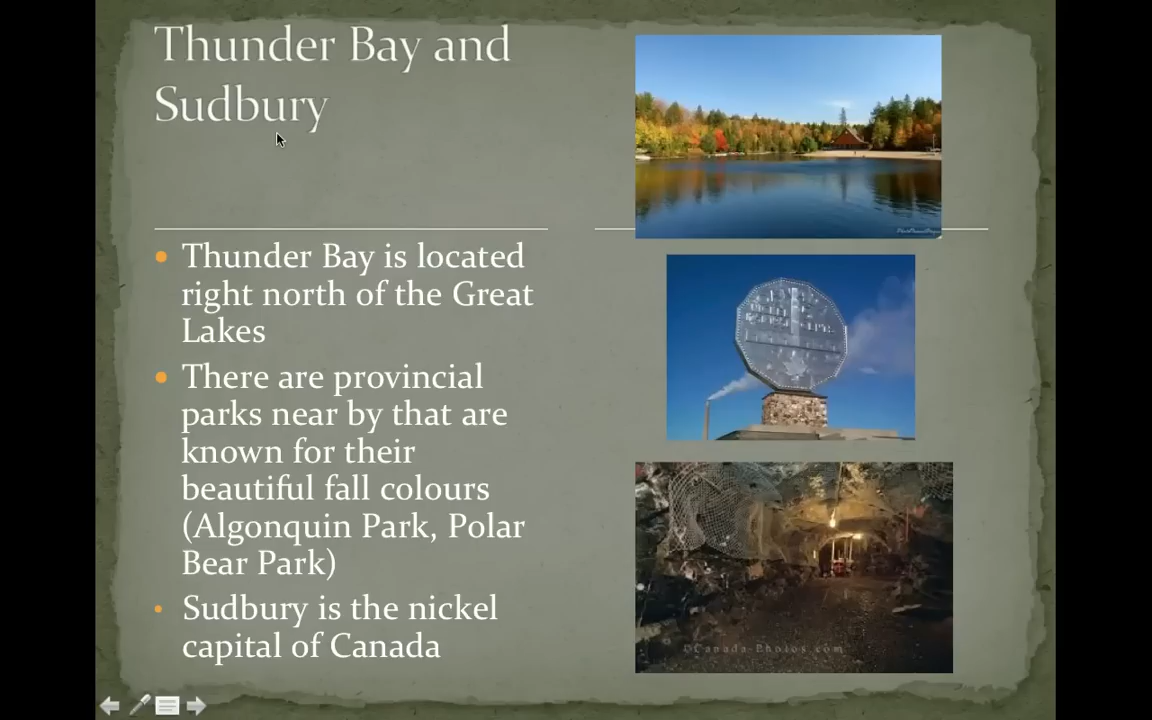 Thunder Bay and
Sudbury
Thunder Bay is located
right north of the Great
Lakes
There are provincial
parks near by that are
known for their
beautiful fall colours
(Algonquin Park, Polar
Bear Park)
Sudbury is the nickel
capital of Canada
©Canada-Photos.com